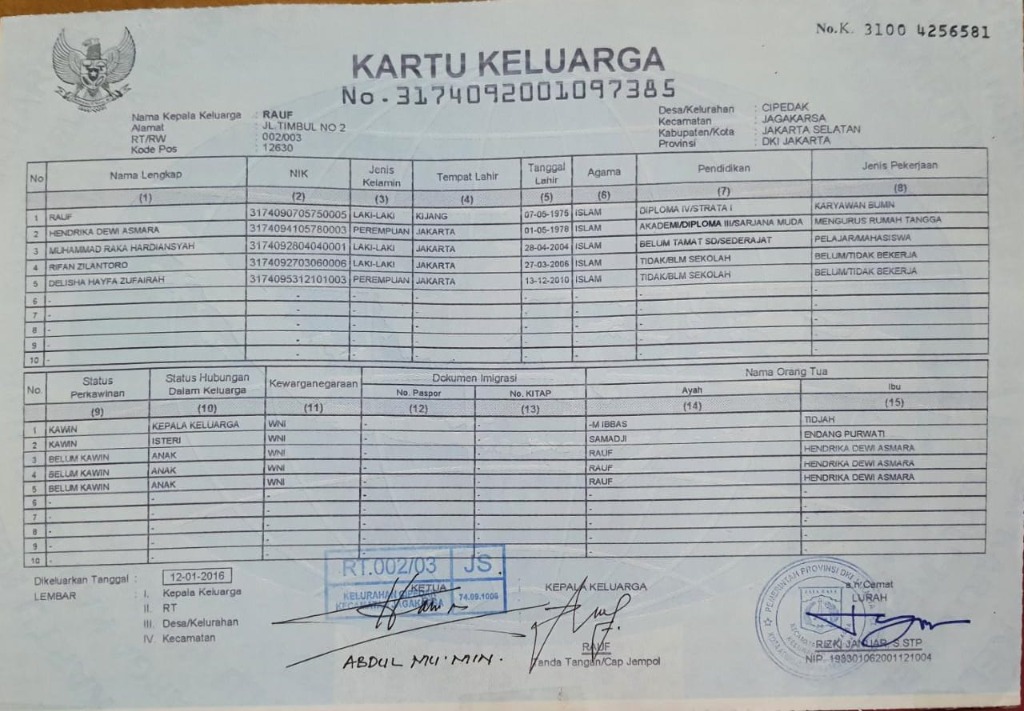 No.K. 3100 4256581
KARTU KELUARGA
No. 3174092001097385
Nama Kepala Keluarga : RAUF
Alamat : JL.TIMBUL NO 2
RT/RW : 002/003
Kode Pos : 12630
Desa/Kelurahan : CIPEDAK
Kecamatan : JAGAKARSA
Kabupaten/Kota : JAKARTA SELATAN
Provinsi : DKI JAKARTA
No Nama Lengkap NIK Jenis Kelamin Tempat Lahir Tanggal Lahir Agama Pendidikan Jenis Pekerjaan
(1) (2) (3) (4) (5) (6) (7) (8)
1 RAUF 3174090705750005 LAKI-LAKI KIJANG 07-05-1975 ISLAM DIPLOMA IV/STRATA I KARYAWAN BUMN
2 HENDRIKA DEWI ASMARA 3174094105780003 PEREMPUAN JAKARTA 01-05-1978 ISLAM AKADEMI/DIPLOMA III/SARJANA MUDA MENGURUS RUMAH TANGGA
3 MUHAMMAD RAKA HARDIANSYAH 3174092804040001 LAKI-LAKI JAKARTA 28-04-2004 ISLAM BELUM TAMAT SD/SEDERAJAT PELAJAR/MAHASISWA
4 RIFAN ZILANTORO 3174092703060006 LAKI-LAKI JAKARTA 27-03-2006 ISLAM TIDAK/BLM SEKOLAH BELUM/TIDAK BEKERJA
5 DELISHA HAYFA ZUFAIRAH 3174095312101003 PEREMPUAN JAKARTA 13-12-2010 ISLAM TIDAK/BLM SEKOLAH BELUM/TIDAK BEKERJA
6 - - - - - - - -
7 - - - - - - - -
8 - - - - - - - -
9 - - - - - - - -
10 - - - - - - - -
No. Status Perkawinan Status Hubungan Dalam Keluarga Kewarganegaraan Dokumen Imigrasi Nama Orang Tua
No. Paspor No. KITAP Ayah Ibu
(9) (10) (11) (12) (13) (14) (15)
1 KAWIN KEPALA KELUARGA WNI - - -M IBBAS TIDJAH
2 KAWIN ISTERI WNI - - SAMADJI ENDANG PURWATI
3 BELUM KAWIN ANAK WNI - - RAUF HENDRIKA DEWI ASMARA
4 BELUM KAWIN ANAK WNI - - RAUF HENDRIKA DEWI ASMARA
5 BELUM KAWIN ANAK WNI - - RAUF HENDRIKA DEWI ASMARA
6 - - - - - - -
7 - - - - - - -
8 - - - - - - -
9 - - - - - - -
10 - - - - - - -
Dikeluarkan Tanggal : 12-01-2016
LEMBAR : I. Kepala Keluarga
II. RT
III. Desa/Kelurahan
IV Kecamatan
RT.002/03 JS
KETUA
KELURAHAN CIPEDAK
KECAMATAN JAGAKARSA
ABDUL MU'MIN.
KEPALA KELUARGA
RAUF
Tanda Tangan/Cap Jempol
PEMERINTAH PROVINSI DKI
a.n Camat
LURAH
RIZKI JANUAR, S.STP
NIP. 198301062001121004